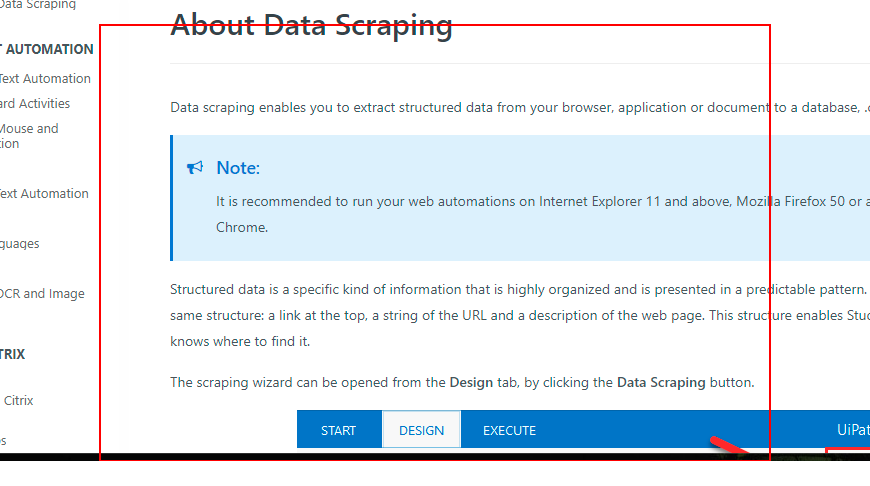 Data Scraping
T AUTOMATION
Text Automation
ard Activities
Mouse and
ion
Text Automation
guages
OCR and Image
TRIX
Citrix
s
About Data Scraping
Data scraping enables you to extract structured data from your browser, application or document to a database, .c
Note:
It is recommended to run your web automations on Internet Explorer 11 and above, Mozilla Firefox 50 or a
Chrome.
Structured data is a specific kind of information that is highly organized and is presented in a predictable pattern.
same structure: a link at the top, a string of the URL and a description of the web page. This structure enables Stud
knows where to find it.
The scraping wizard can be opened from the Design tab, by clicking the Data Scraping button.
START DESIGN EXECUTE UiPat